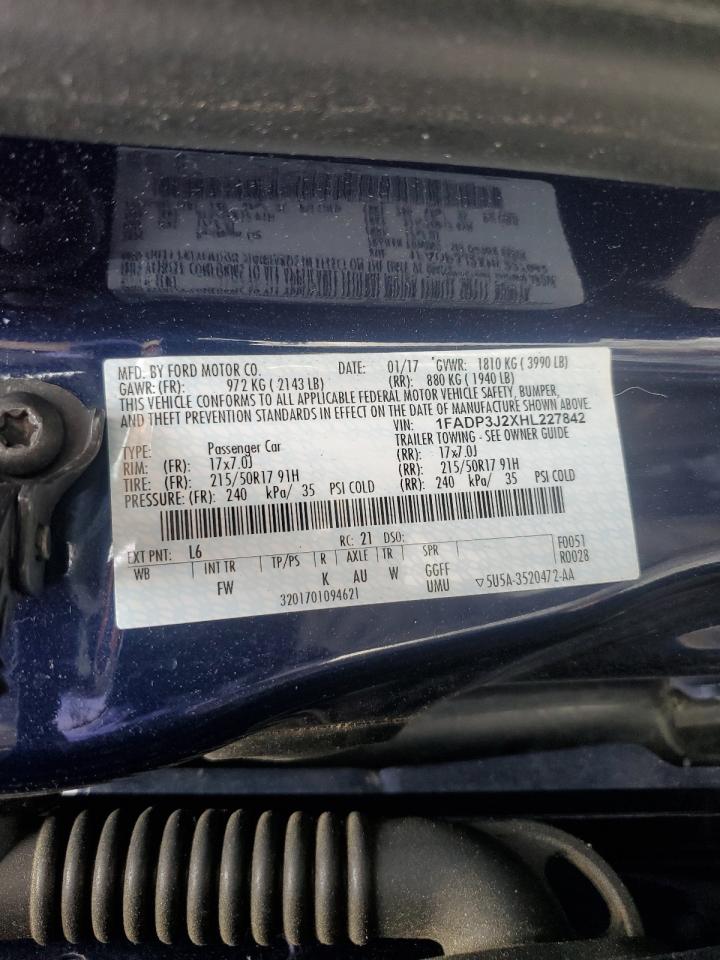 MFD. BY FORD MOTOR CO. DATE: 01/17 GVWR: 1810 KG ( 3990 LB)
GAWR: (FR): 972 KG ( 2143 LB) (RR): 880 KG ( 1940 LB)
THIS VEHICLE CONFORMS TO ALL APPLICABLE FEDERAL MOTOR VEHICLE SAFETY, BUMPER,
AND THEFT PREVENTION STANDARDS IN EFFECT ON THE DATE OF MANUFACTURE SHOWN ABOVE.
VIN: 1FADP3J2XHL227842
TYPE: Passenger Car TRAILER TOWING - SEE OWNER GUIDE
RIM: (FR): 17x7.0J (RR): 17x7.0J
TIRE: (FR): 215/50R17 91H (RR): 215/50R17 91H
PRESSURE: (FR): 240 kPa/ 35 PSI COLD (RR): 240 kPa/ 35 PSI COLD
EXT PNT: L6 RC: 21 DSO: F0051
WB INT TR TP/PS R AXLE TR SPR R0028
FW K AU W GGFF
UMU ▽5U5A-3520472-AA
3201701094621